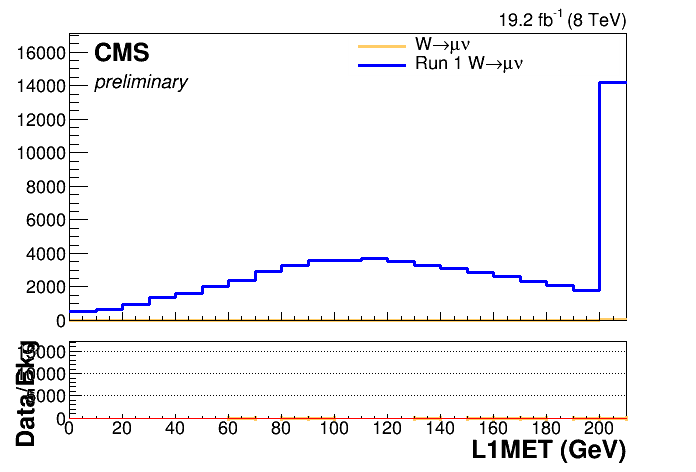 19.2 fb⁻¹ (8 TeV)
CMS
preliminary
W→μν
Run 1 W→μν
16000
14000
12000
10000
8000
6000
4000
2000
0
Data/Bkg
0
0 20 40 60 80 100 120 140 160 180 200
L1MET (GeV)